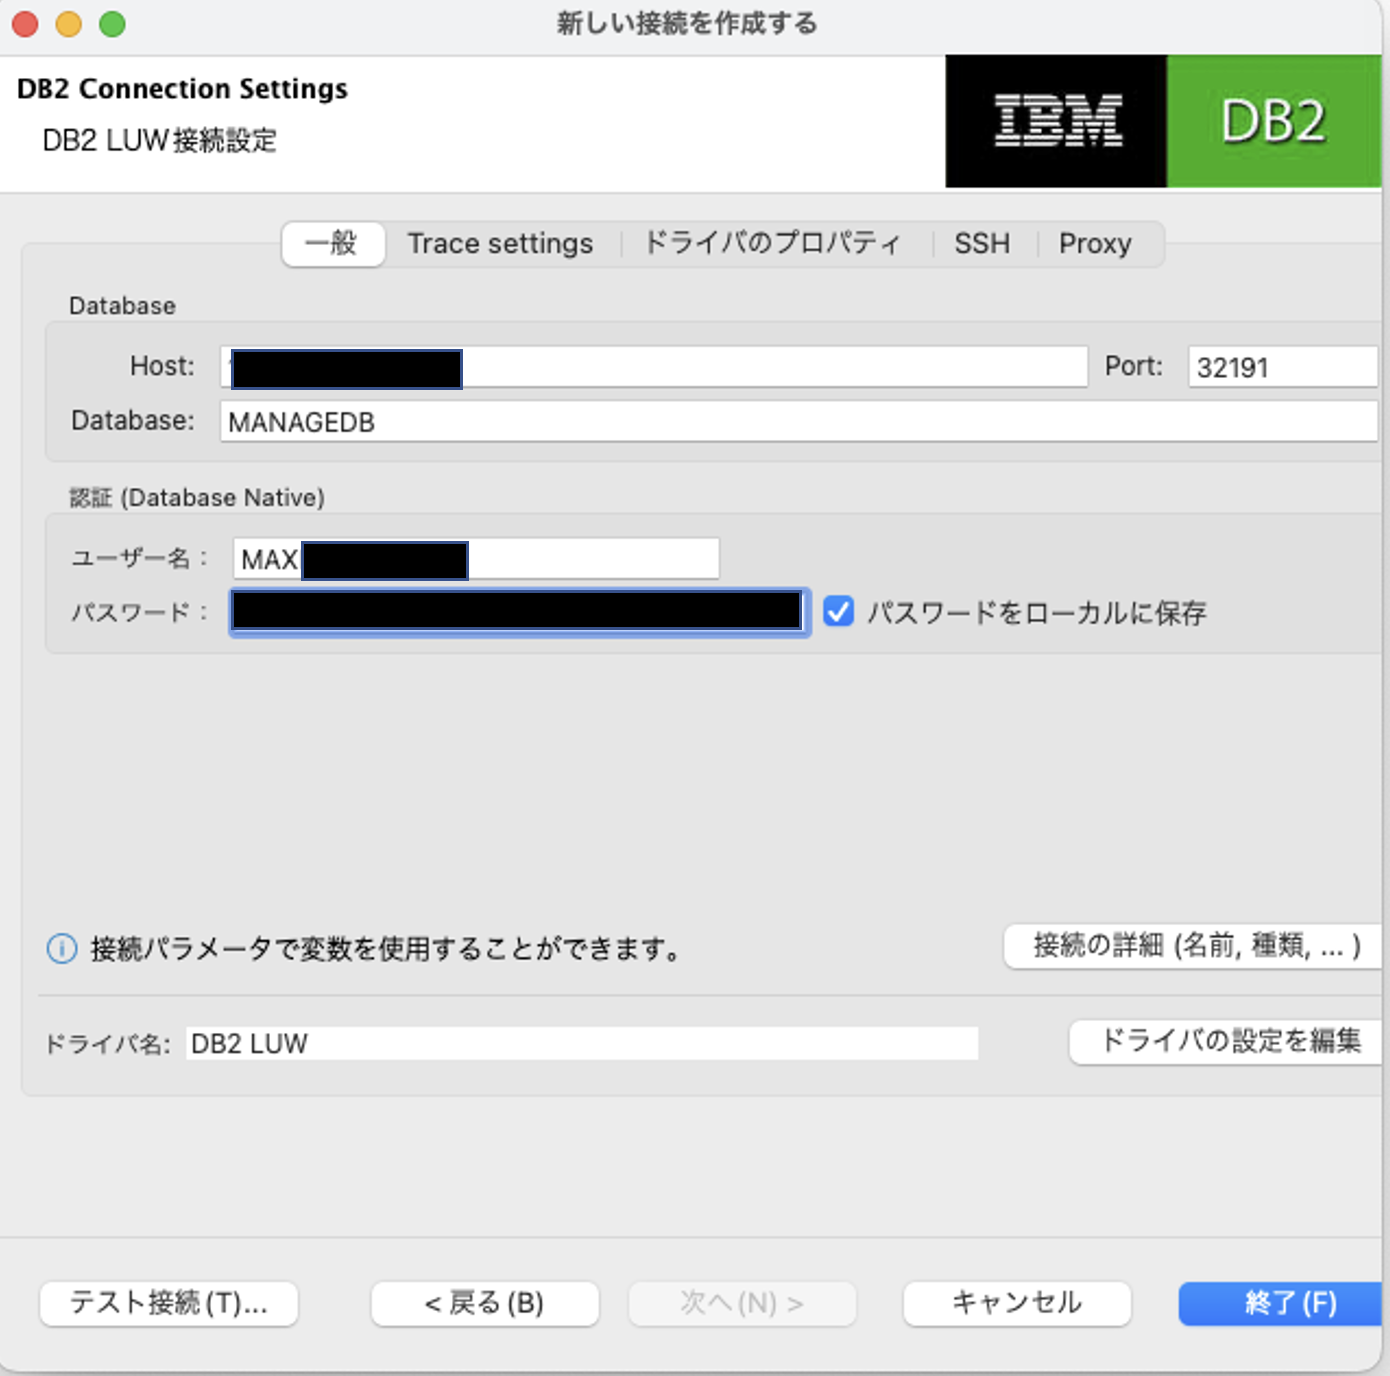 新しい接続を作成する
DB2 Connection Settings
DB2 LUW接続設定
IBM DB2
一般 Trace settings ドライバのプロパティ SSH Proxy
Database
Host: Port: 32191
Database: MANAGEDB
認証 (Database Native)
ユーザー名： MAX
パスワード： パスワードをローカルに保存
接続パラメータで変数を使用することができます。 接続の詳細 (名前, 種類, ... )
ドライバ名: DB2 LUW ドライバの設定を編集
テスト接続(T)... < 戻る(B) 次へ(N) > キャンセル 終了(F)